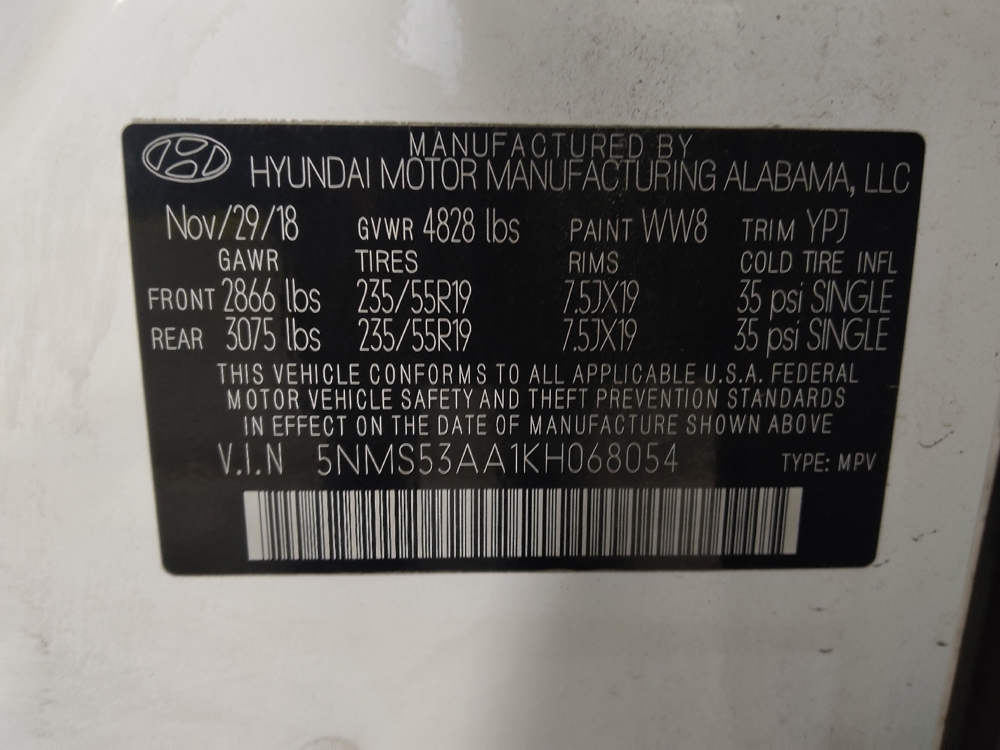 MANUFACTURED BY
HYUNDAI MOTOR MANUFACTURING ALABAMA, LLC
Nov/29/18 GVWR 4828 lbs PAINT WW8 TRIM YPJ
GAWR TIRES RIMS COLD TIRE INFL
FRONT 2866 lbs 235/55R19 7.5JX19 35 psi SINGLE
REAR 3075 lbs 235/55R19 7.5JX19 35 psi SINGLE
THIS VEHICLE CONFORMS TO ALL APPLICABLE U.S.A. FEDERAL
MOTOR VEHICLE SAFETY AND THEFT PREVENTION STANDARDS
IN EFFECT ON THE DATE OF MANUFACTURE SHOWN ABOVE
V.I.N 5NMS53AA1KH068054 TYPE: MPV